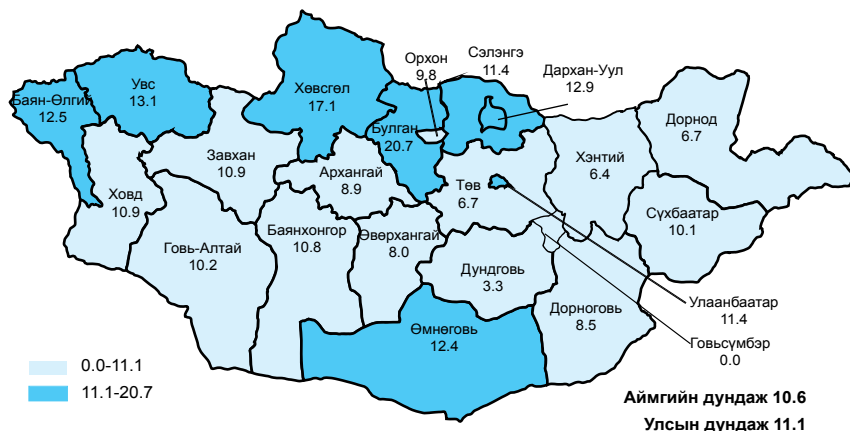 Орхон
9.8
Сэлэнгэ
11.4
Дархан-Уул
12.9
Увс
13.1
Хөвсгөл
17.1
Баян-Өлгий
12.5
Булган
20.7
Дорнод
6.7
Завхан
10.9
Хэнтий
6.4
Архангай
8.9
Төв
6.7
Ховд
10.9
Сүхбаатар
10.1
Говь-Алтай
10.2
Баянхонгор
10.8
Өвөрхангай
8.0
Дундговь
3.3
Улаанбаатар
11.4
Дорноговь
8.5
Өмнөговь
12.4
Говьсүмбэр
0.0
0.0-11.1
11.1-20.7
Аймгийн дундаж 10.6
Улсын дундаж 11.1